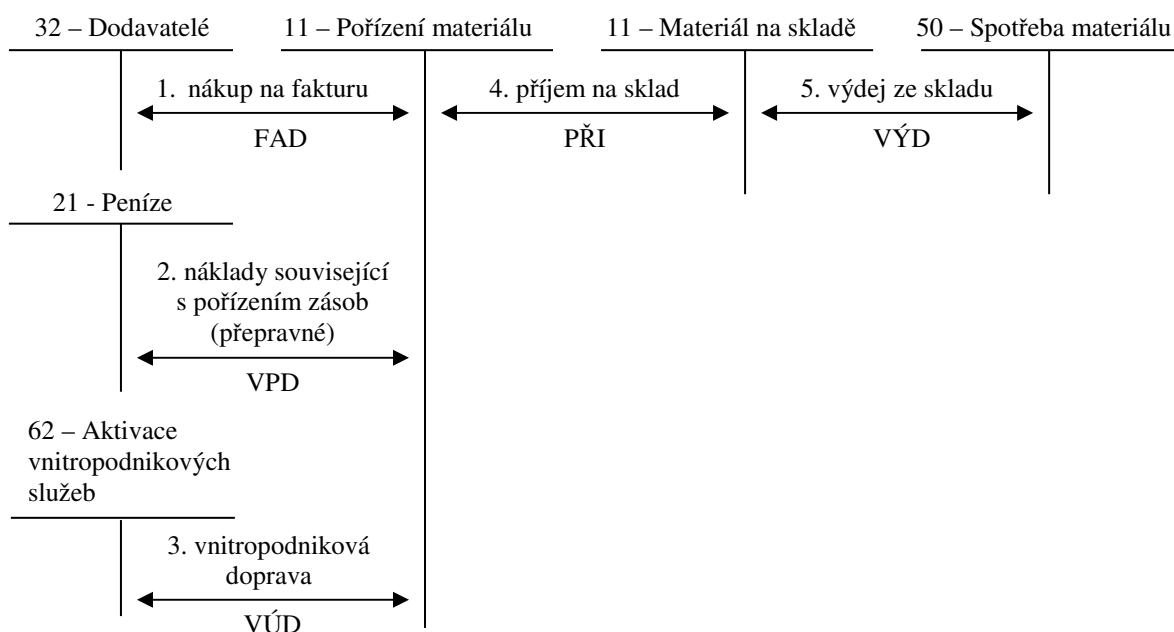 32 – Dodavatelé 11 – Pořízení materiálu 11 – Materiál na skladě 50 – Spotřeba materiálu
1. nákup na fakturu 4. příjem na sklad 5. výdej ze skladu
FAD PŘI VÝD
21 - Peníze
2. náklady související
s pořízením zásob
(přepravné)
VPD
62 – Aktivace
vnitropodnikových
služeb
3. vnitropodniková
doprava
VÚD